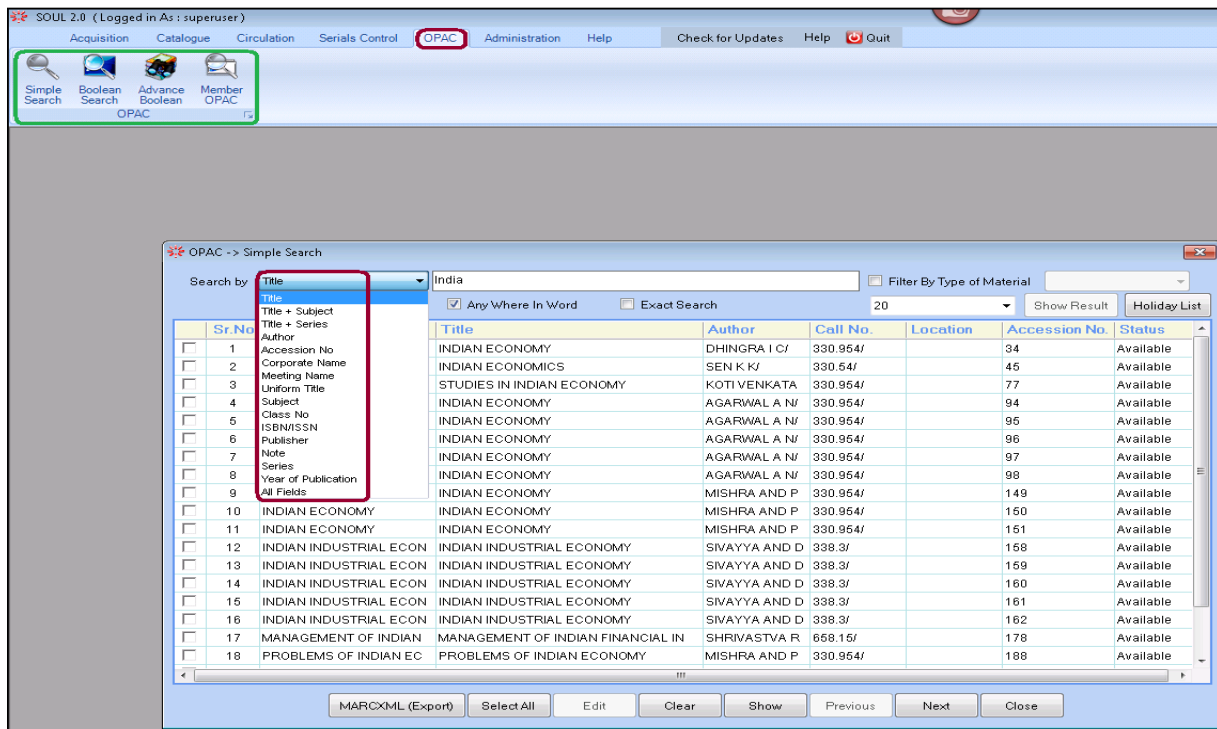 SOUL 2.0 ( Logged in As : superuser )
Acquisition Catalogue Circulation Serials Control OPAC Administration Help Check for Updates Help Quit
Simple Search Boolean Search Advance Boolean Member OPAC
OPAC
OPAC -> Simple Search
Search by Title India Filter By Type of Material
Any Where In Word Exact Search 20 Show Result Holiday List
Title
Title + Subject
Title + Series
Author
Accession No
Corporate Name
Meeting Name
Uniform Title
Subject
Class No
ISBN/ISSN
Publisher
Note
Series
Year of Publication
All Fields
Sr.No Title Author Call No. Location Accession No. Status
1 INDIAN ECONOMY DHINGRA I C/ 330.954/ 34 Available
2 INDIAN ECONOMICS SEN K K/ 330.54/ 45 Available
3 STUDIES IN INDIAN ECONOMY KOTI VENKATA 330.954/ 77 Available
4 INDIAN ECONOMY AGARWAL A N/ 330.954/ 94 Available
5 INDIAN ECONOMY AGARWAL A N/ 330.954/ 95 Available
6 INDIAN ECONOMY AGARWAL A N/ 330.954/ 96 Available
7 INDIAN ECONOMY AGARWAL A N/ 330.954/ 97 Available
8 INDIAN ECONOMY AGARWAL A N/ 330.954/ 98 Available
9 INDIAN ECONOMY MISHRA AND P 330.954/ 149 Available
10 INDIAN ECONOMY INDIAN ECONOMY MISHRA AND P 330.954/ 150 Available
11 INDIAN ECONOMY INDIAN ECONOMY MISHRA AND P 330.954/ 151 Available
12 INDIAN INDUSTRIAL ECON INDIAN INDUSTRIAL ECONOMY SIVAYYA AND D 338.3/ 158 Available
13 INDIAN INDUSTRIAL ECON INDIAN INDUSTRIAL ECONOMY SIVAYYA AND D 338.3/ 159 Available
14 INDIAN INDUSTRIAL ECON INDIAN INDUSTRIAL ECONOMY SIVAYYA AND D 338.3/ 160 Available
15 INDIAN INDUSTRIAL ECON INDIAN INDUSTRIAL ECONOMY SIVAYYA AND D 338.3/ 161 Available
16 INDIAN INDUSTRIAL ECON INDIAN INDUSTRIAL ECONOMY SIVAYYA AND D 338.3/ 162 Available
17 MANAGEMENT OF INDIAN MANAGEMENT OF INDIAN FINANCIAL IN SHRIVASTVA R 658.15/ 178 Available
18 PROBLEMS OF INDIAN EC PROBLEMS OF INDIAN ECONOMY MISHRA AND P 330.954/ 188 Available
MARCXML (Export) Select All Edit Clear Show Previous Next Close